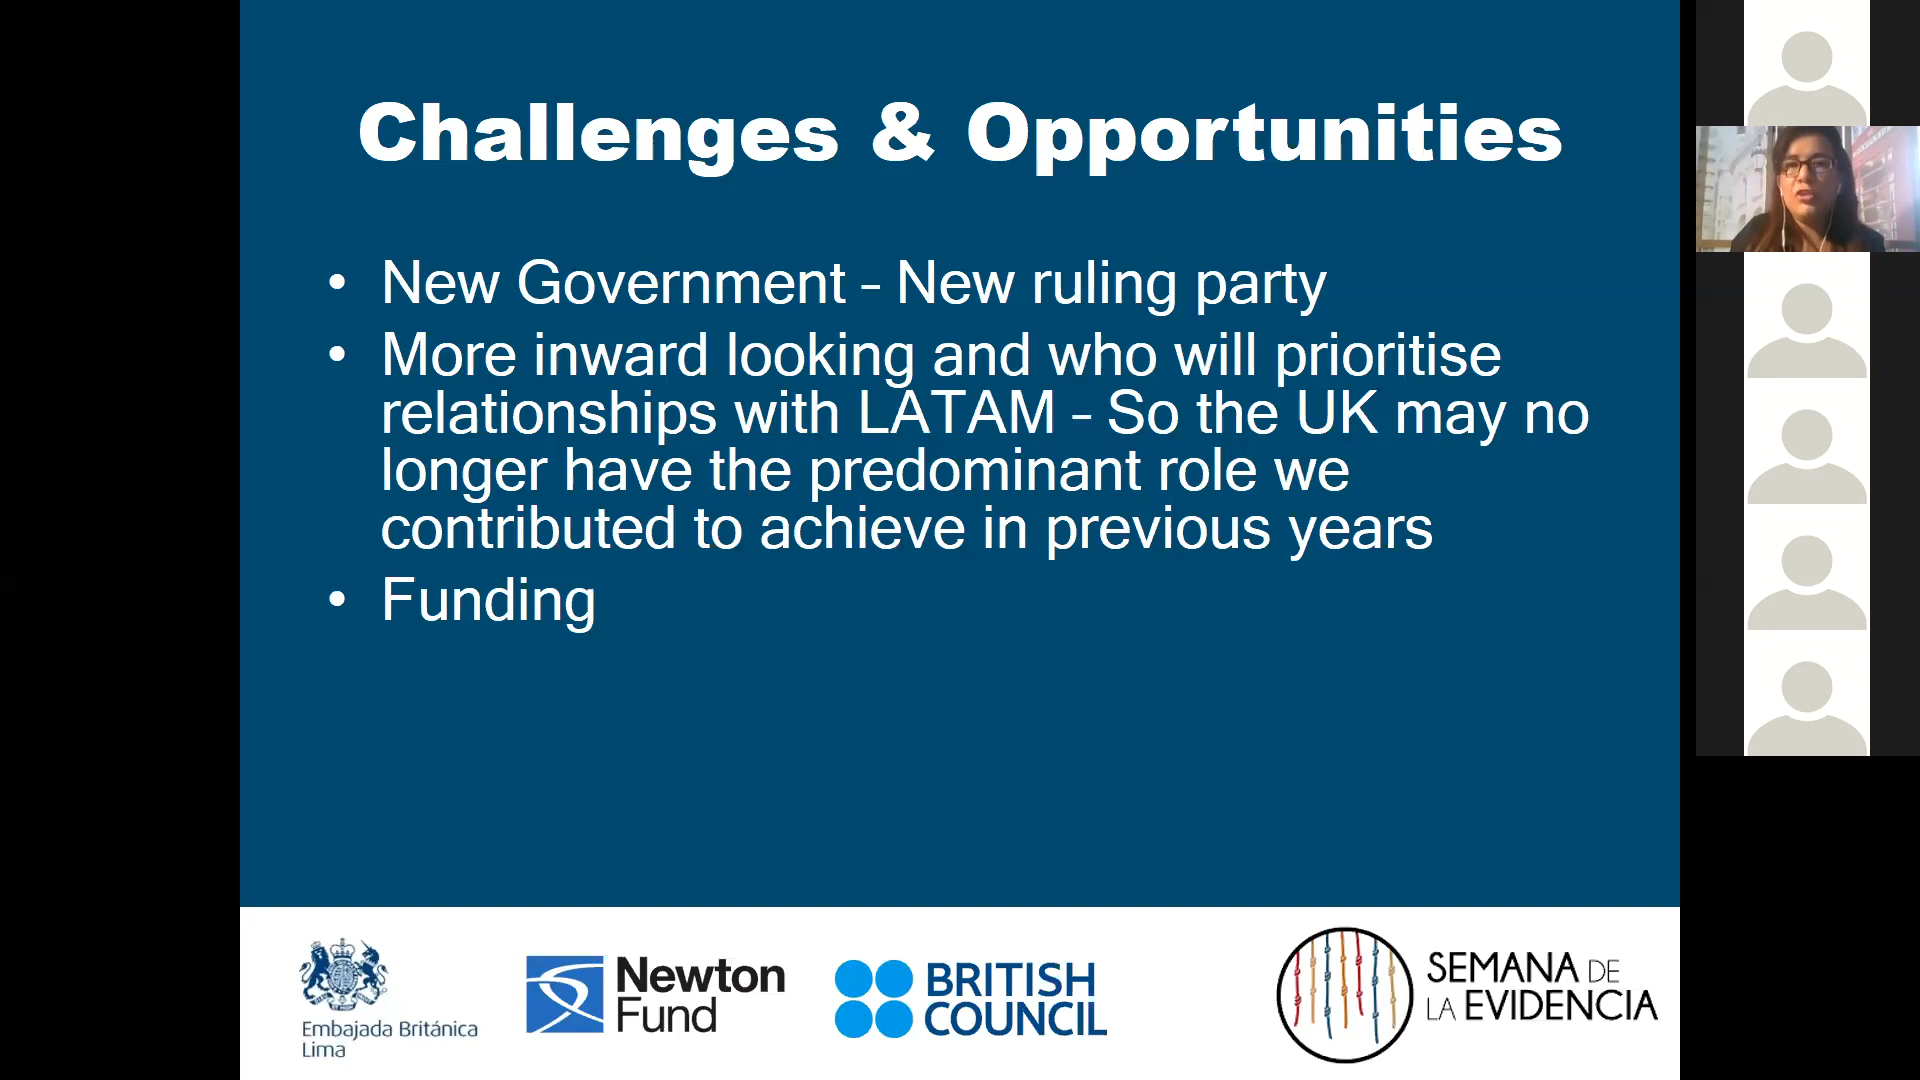 Challenges & Opportunities
• New Government – New ruling party
• More inward looking and who will prioritise
relationships with LATAM – So the UK may no
longer have the predominant role we
contributed to achieve in previous years
• Funding
Embajada Británica
Lima
Newton
Fund
BRITISH
COUNCIL
SEMANA DE
LA EVIDENCIA